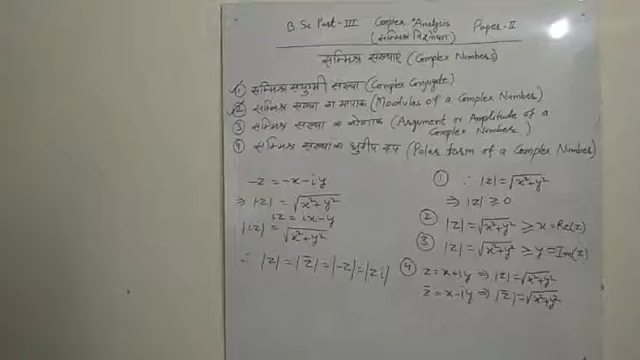 B Sc Part-III Complex Analysis Paper-II
(सम्मिश्र विश्लेषण)
सम्मिश्र संख्याएं (Complex Numbers)
① सम्मिश्र संयुग्मी संख्या (Complex Conjugate)
② सम्मिश्र संख्या का मापांक (Modulus of a Complex Number)
③ सम्मिश्र संख्या का कोणांक (Argument or Amplitude of a Complex Number)
④ सम्मिश्र संख्या का ध्रुवीय रूप (Polar form of a Complex Number)
-z = -x-iy
⇒ |-z| = √x²+y²
iz = ix-y
|iz| = √x²+y²
∴ |z| = |z̄| = |-z| = |zi|
① ∵ |z| = √x²+y²
⇒ |z| ≥ 0
② |z| = √x²+y² ≥ x = Re(z)
③ |z| = √x²+y² ≥ y = Im(z)
④ z = x+iy ⇒ |z| = √x²+y²
z̄ = x-iy ⇒ |z̄| = √x²+y²